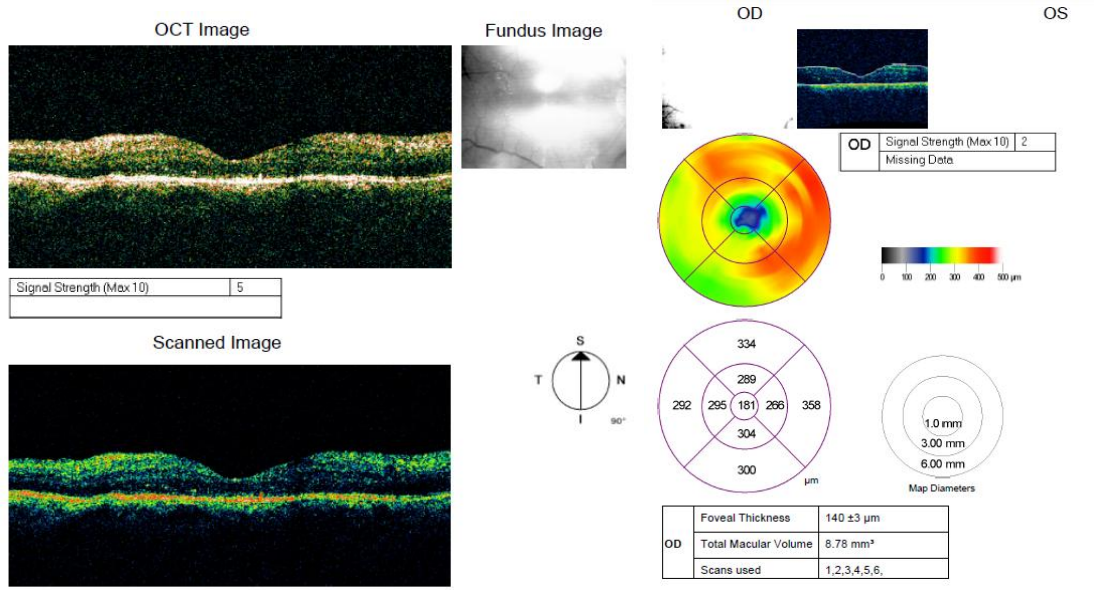 OCT Image
Fundus Image
Signal Strength (Max 10) 5
Scanned Image
S
T N
I 90°
OD OS
OD Signal Strength (Max 10) 2
Missing Data
0 100 200 300 400 500 µm
334
289
292 295 181 266 358
304
300
µm
1.0 mm
3.00 mm
6.00 mm
Map Diameters
OD
Foveal Thickness 140 ±3 µm
Total Macular Volume 8.78 mm³
Scans used 1,2,3,4,5,6,